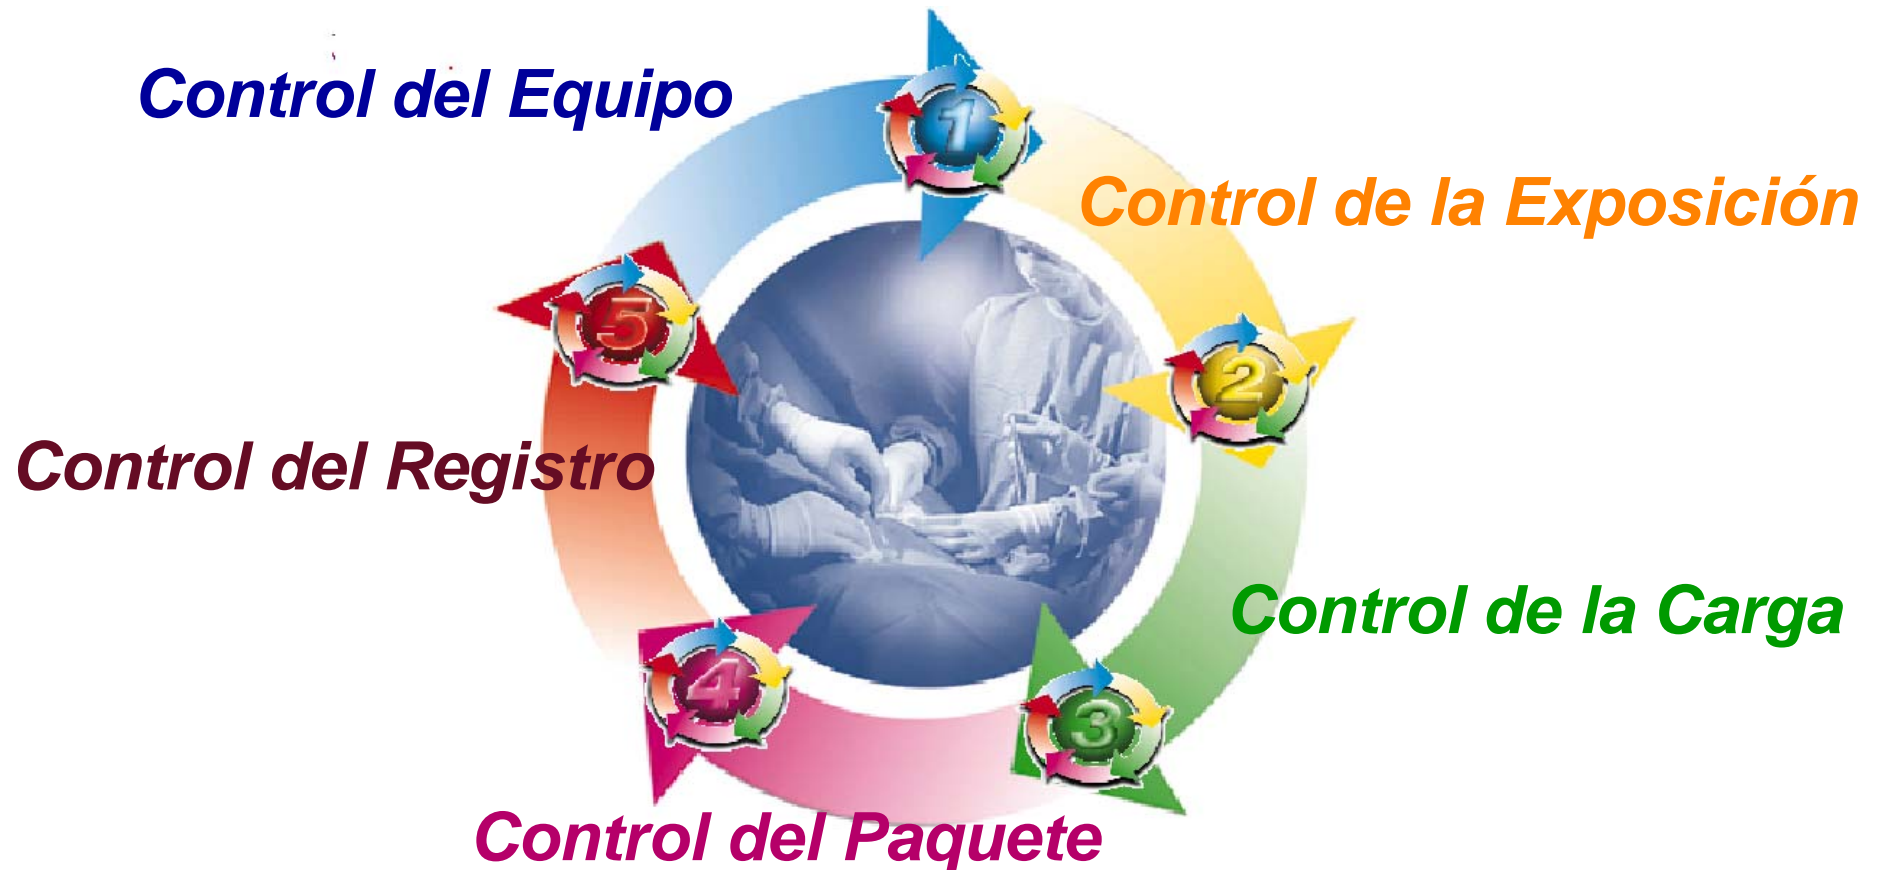 Control del Equipo
1
Control de la Exposición
2
Control de la Carga
3
Control del Paquete
4
Control del Registro
5